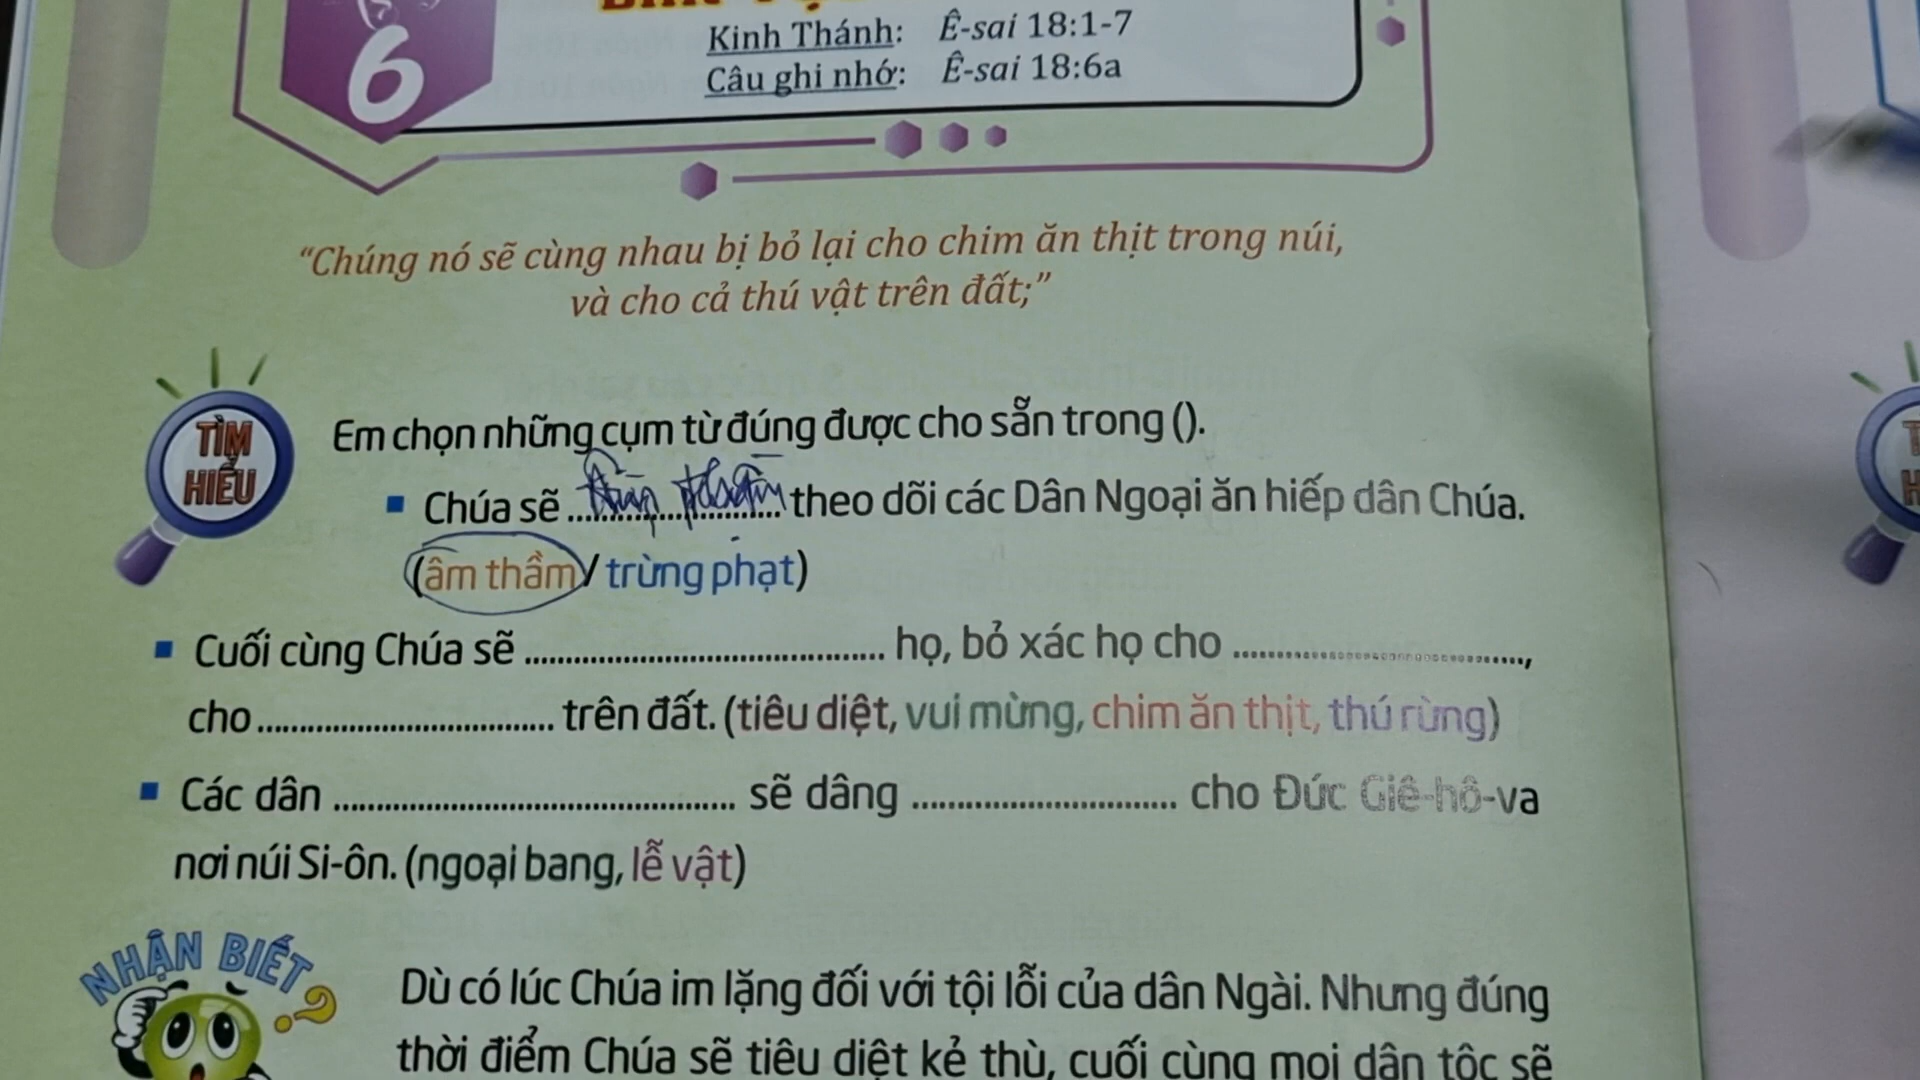 6
Kinh Thánh: Ê-sai 18:1-7
Câu ghi nhớ: Ê-sai 18:6a
“Chúng nó sẽ cùng nhau bị bỏ lại cho chim ăn thịt trong núi,
và cho cả thú vật trên đất;”
TÌM
HIỂU
Em chọn những cụm từ đúng được cho sẵn trong ().
Chúa sẽ .......................... theo dõi các Dân Ngoại ăn hiếp dân Chúa.
(âm thầm/ trừng phạt)
Cuối cùng Chúa sẽ .......................................... họ, bỏ xác họ cho ..................................,
cho................................... trên đất. (tiêu diệt, vui mừng, chim ăn thịt, thú rừng)
Các dân ............................................... sẽ dâng .............................. cho Đức Giê-hô-va
nơi núi Si-ôn. (ngoại bang, lễ vật)
NHẬN BIẾT?
Dù có lúc Chúa im lặng đối với tội lỗi của dân Ngài. Nhưng đúng
thời điểm Chúa sẽ tiêu diệt kẻ thù, cuối cùng mọi dân tộc sẽ